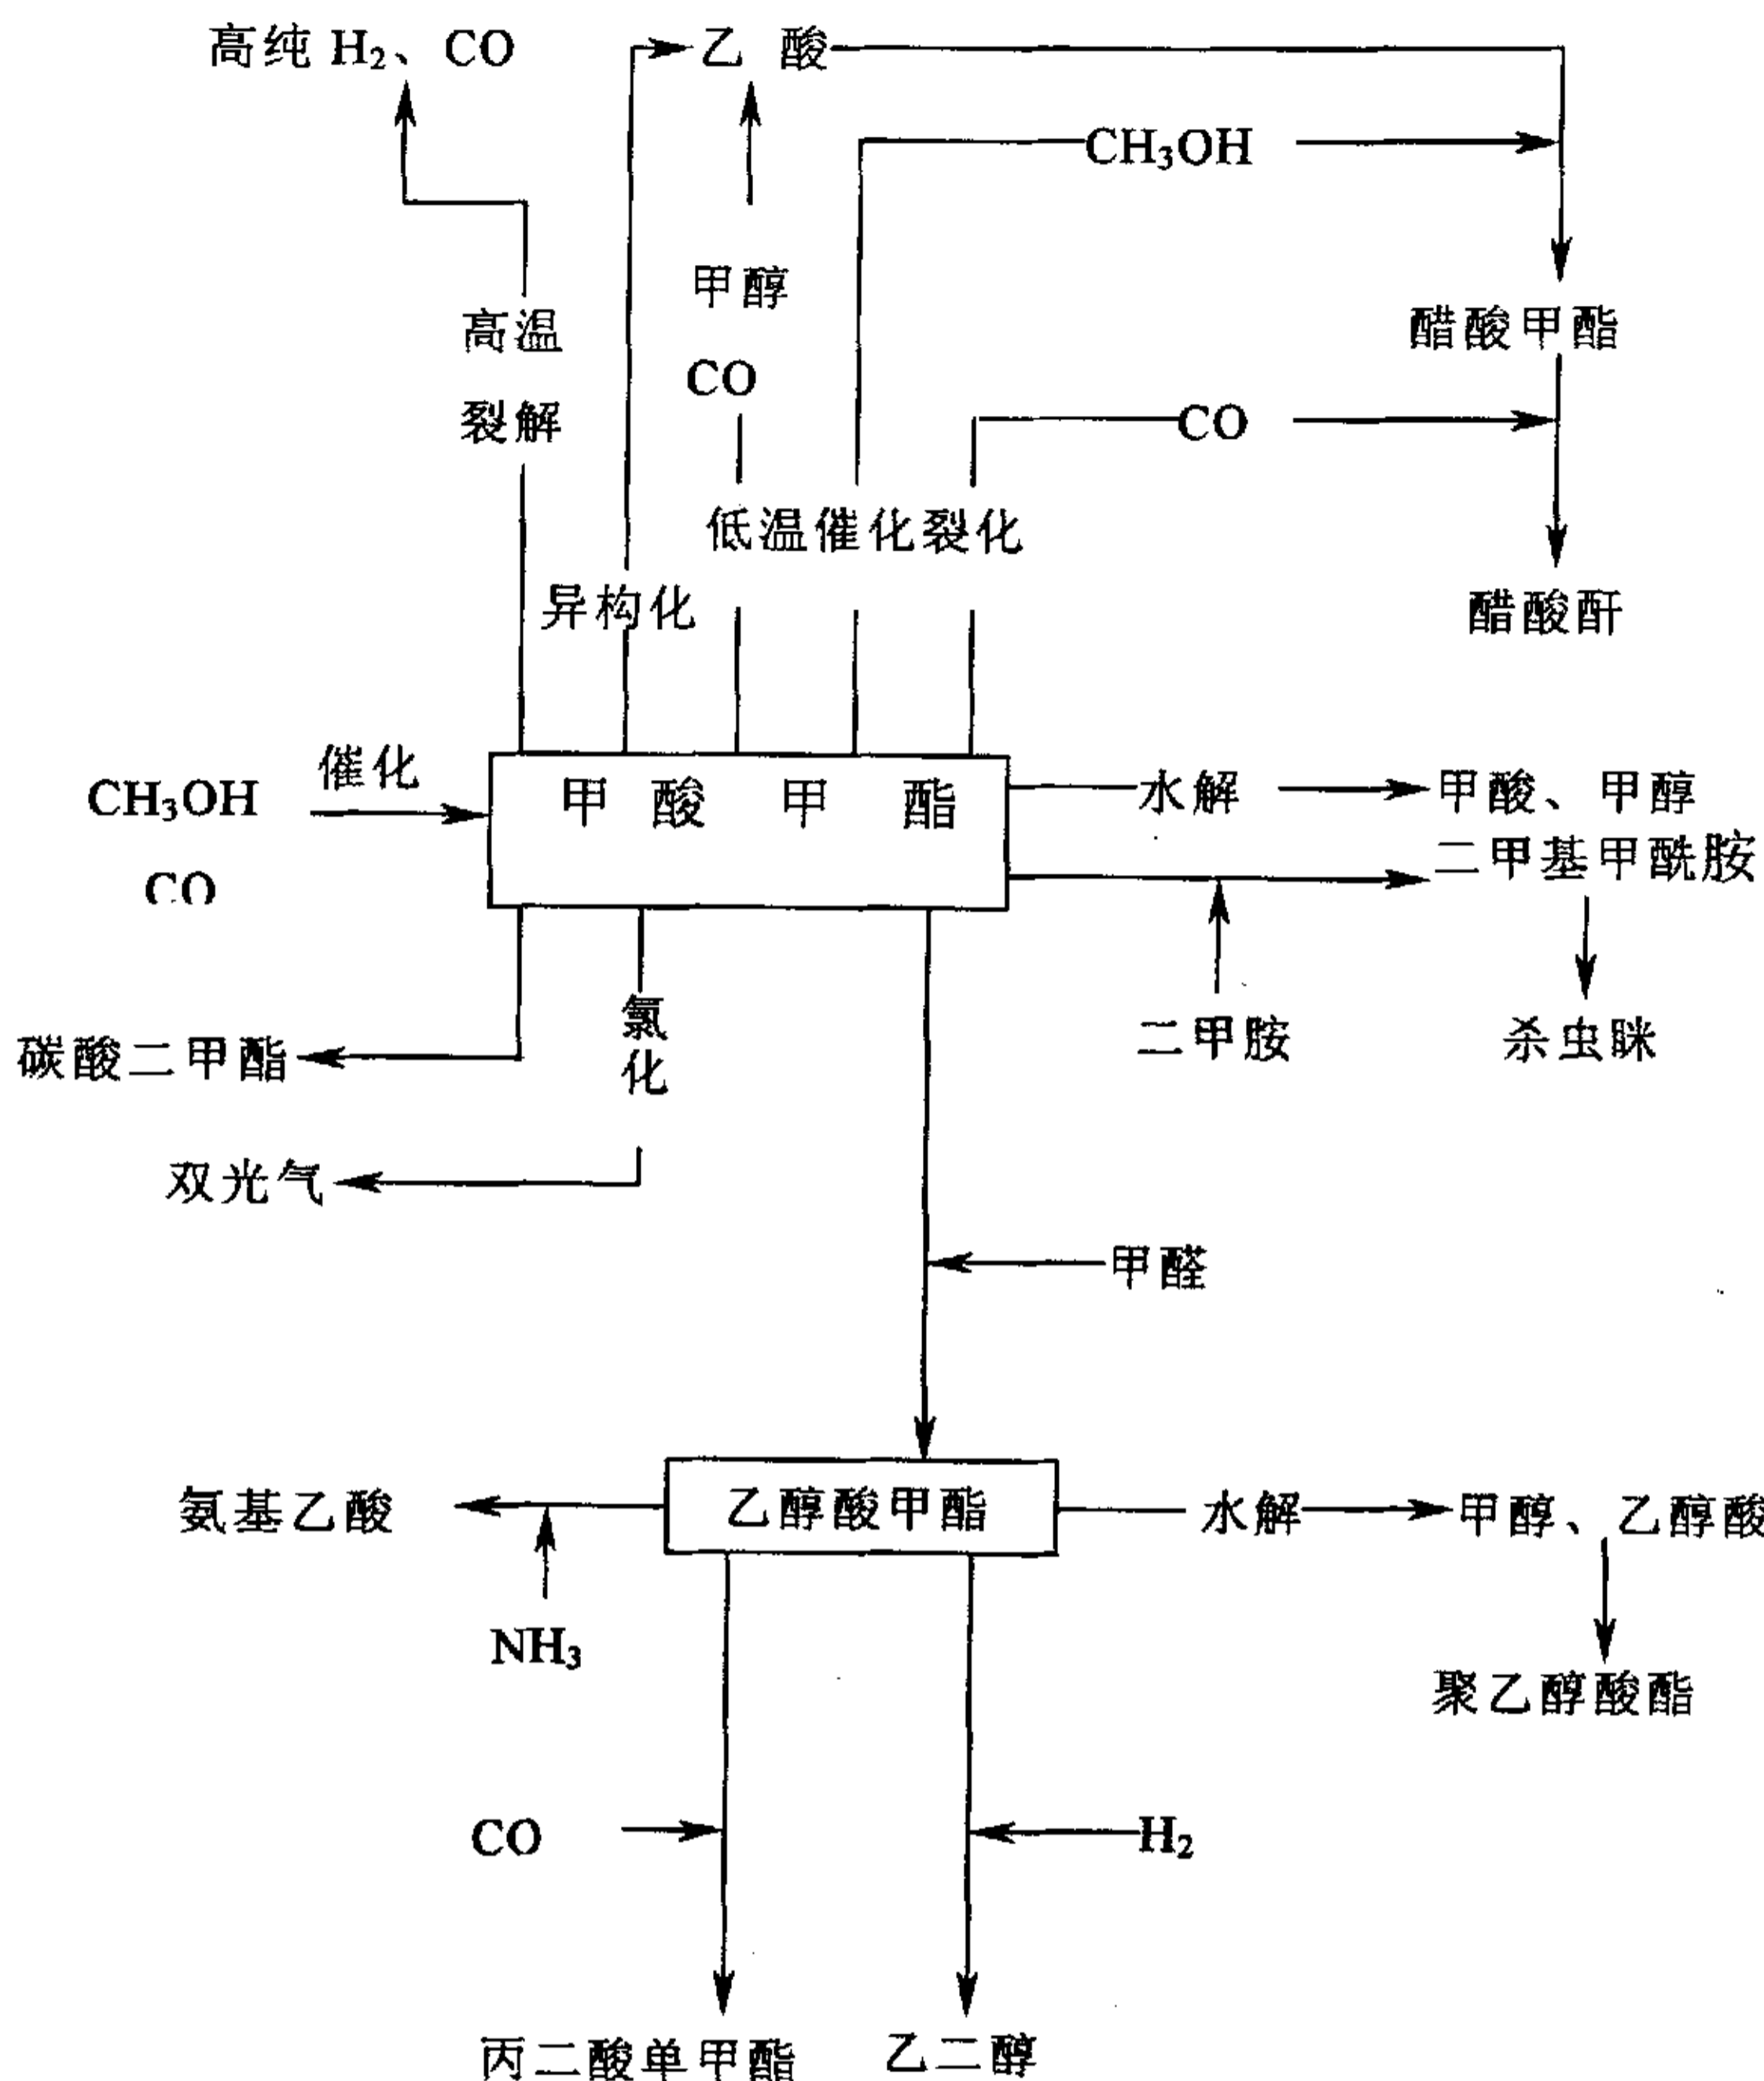 高纯 H₂、CO
乙 酸
CH₃OH
甲醇
CO
高温
裂解
醋酸甲酯
CO
低温催化裂化
异构化
醋酸酐
催化
CH₃OH
CO
甲 酸 甲 酯
水解
甲酸、甲醇
二甲基甲酰胺
碳酸二甲酯
氯
化
二甲胺
杀虫眯
双光气
甲醛
氨基乙酸
乙醇酸甲酯
水解
甲醇、乙醇酸
NH₃
聚乙醇酸酯
CO
H₂
丙二酸单甲酯
乙二醇